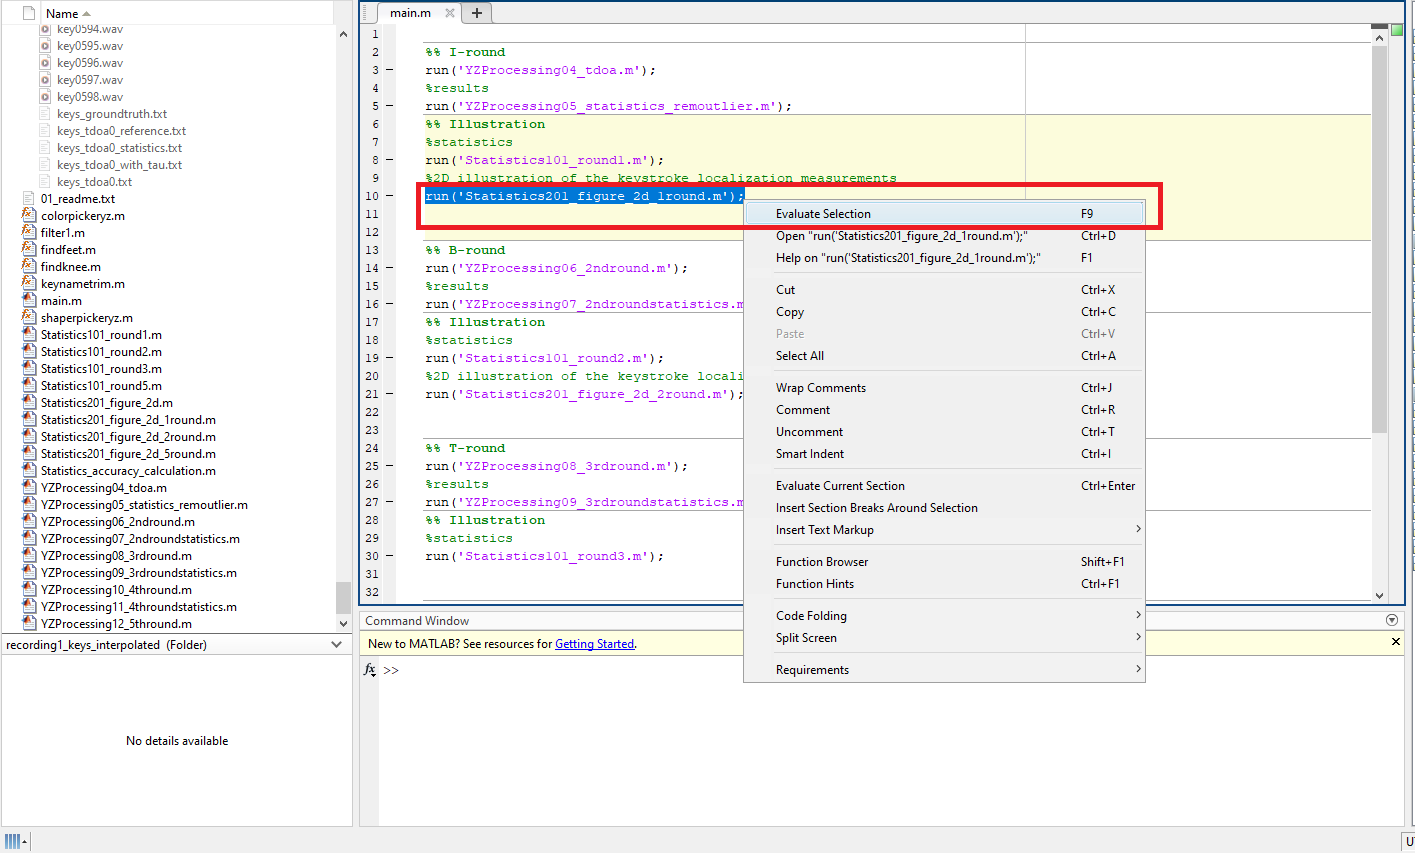 Name
key0594.wav
key0595.wav
key0596.wav
key0597.wav
key0598.wav
keys_groundtruth.txt
keys_tdoa0_reference.txt
keys_tdoa0_statistics.txt
keys_tdoa0_with_tau.txt
keys_tdoa0.txt
01_readme.txt
colorpickeryz.m
filter1.m
findfeet.m
findknee.m
keynametrim.m
main.m
shaperpickeryz.m
Statistics101_round1.m
Statistics101_round2.m
Statistics101_round3.m
Statistics101_round5.m
Statistics201_figure_2d.m
Statistics201_figure_2d_1round.m
Statistics201_figure_2d_2round.m
Statistics201_figure_2d_5round.m
Statistics_accuracy_calculation.m
YZProcessing04_tdoa.m
YZProcessing05_statistics_remoutlier.m
YZProcessing06_2ndround.m
YZProcessing07_2ndroundstatistics.m
YZProcessing08_3rdround.m
YZProcessing09_3rdroundstatistics.m
YZProcessing10_4thround.m
YZProcessing11_4throundstatistics.m
YZProcessing12_5thround.m
recording1_keys_interpolated (Folder)
No details available
main.m
1
2 %% I-round
3 run('YZProcessing04_tdoa.m');
4 %results
5 run('YZProcessing05_statistics_remoutlier.m');
6 %% Illustration
7 %statistics
8 run('Statistics101_round1.m');
9 %2D illustration of the keystroke localization measurements
10 run('Statistics201_figure_2d_1round.m');
11
12
13 %% B-round
14 run('YZProcessing06_2ndround.m');
15 %results
16 run('YZProcessing07_2ndroundstatistics.m
17 %% Illustration
18 %statistics
19 run('Statistics101_round2.m');
20 %2D illustration of the keystroke locali
21 run('Statistics201_figure_2d_2round.m');
22
23
24 %% T-round
25 run('YZProcessing08_3rdround.m');
26 %results
27 run('YZProcessing09_3rdroundstatistics.m
28 %% Illustration
29 %statistics
30 run('Statistics101_round3.m');
31
32
Evaluate Selection F9
Open "run('Statistics201_figure_2d_1round.m');" Ctrl+D
Help on "run('Statistics201_figure_2d_1round.m');" F1
Cut Ctrl+X
Copy Ctrl+C
Paste Ctrl+V
Select All Ctrl+A
Wrap Comments Ctrl+J
Comment Ctrl+R
Uncomment Ctrl+T
Smart Indent Ctrl+I
Evaluate Current Section Ctrl+Enter
Insert Section Breaks Around Selection
Insert Text Markup
Function Browser Shift+F1
Function Hints Ctrl+F1
Code Folding
Split Screen
Requirements
Command Window
New to MATLAB? See resources for Getting Started.
fx >>